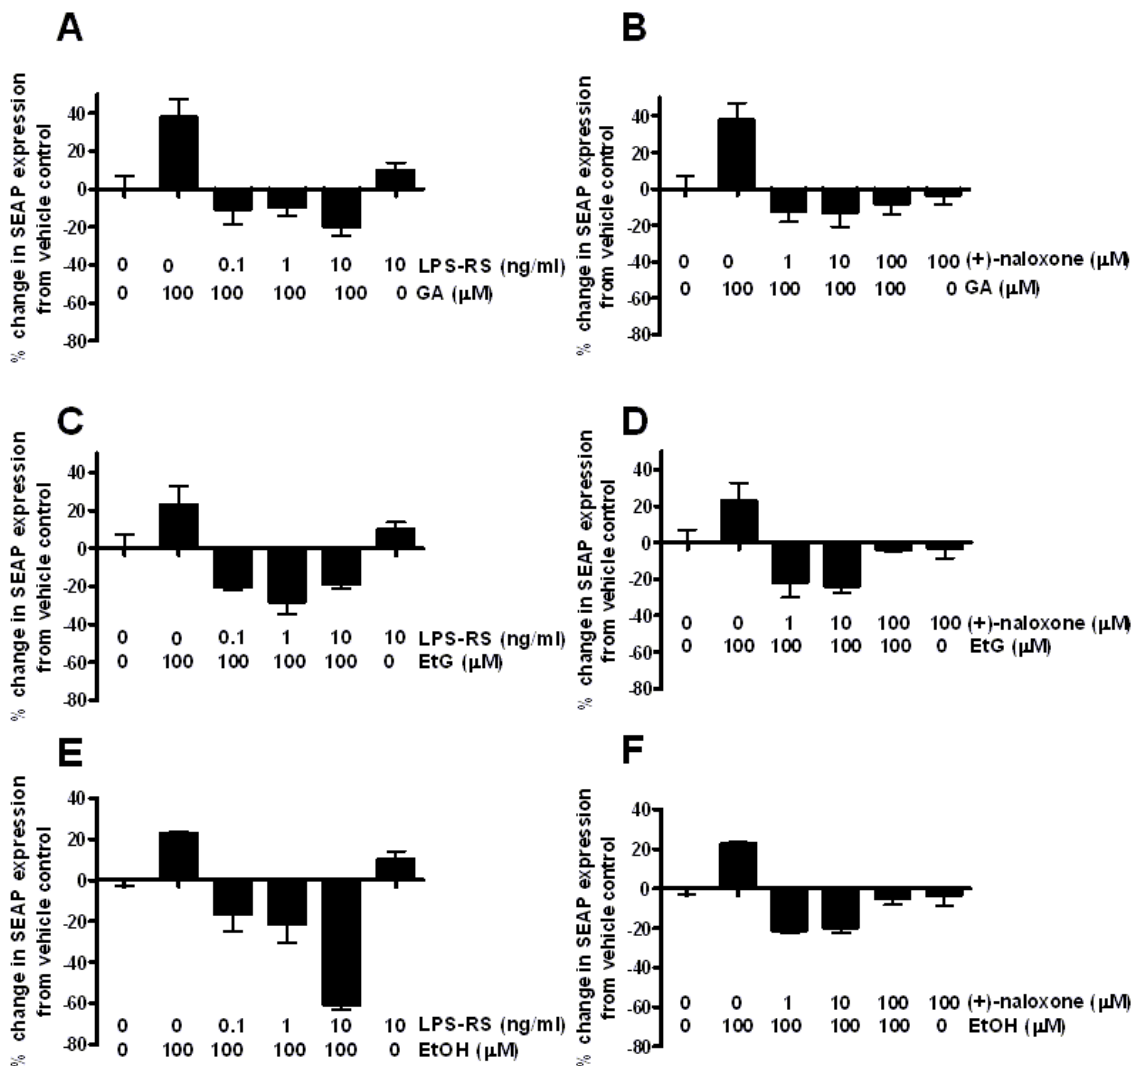 A
% change in SEAP expression
from vehicle control
40
20
0
-20
-40
-60
-80
0 0 0.1 1 10 10 LPS-RS (ng/ml)
0 100 100 100 100 0 GA (µM)
B
% change in SEAP expression
from vehicle control
40
20
0
-20
-40
-60
-80
0 0 1 10 100 100 (+)-naloxone (µM)
0 100 100 100 100 0 GA (µM)
C
% change in SEAP expression
from vehicle control
40
20
0
-20
-40
-60
-80
0 0 0.1 1 10 10 LPS-RS (ng/ml)
0 100 100 100 100 0 EtG (µM)
D
% change in SEAP expression
from vehicle control
40
20
0
-20
-40
-60
-80
0 0 1 10 100 100 (+)-naloxone (µM)
0 100 100 100 100 0 EtG (µM)
E
% change in SEAP expression
from vehicle control
40
20
0
-20
-40
-60
-80
0 0 0.1 1 10 10 LPS-RS (ng/ml)
0 100 100 100 100 0 EtOH (µM)
F
% change in SEAP expression
from vehicle control
40
20
0
-20
-40
-60
-80
0 0 1 10 100 100 (+)-naloxone (µM)
0 100 100 100 100 0 EtOH (µM)